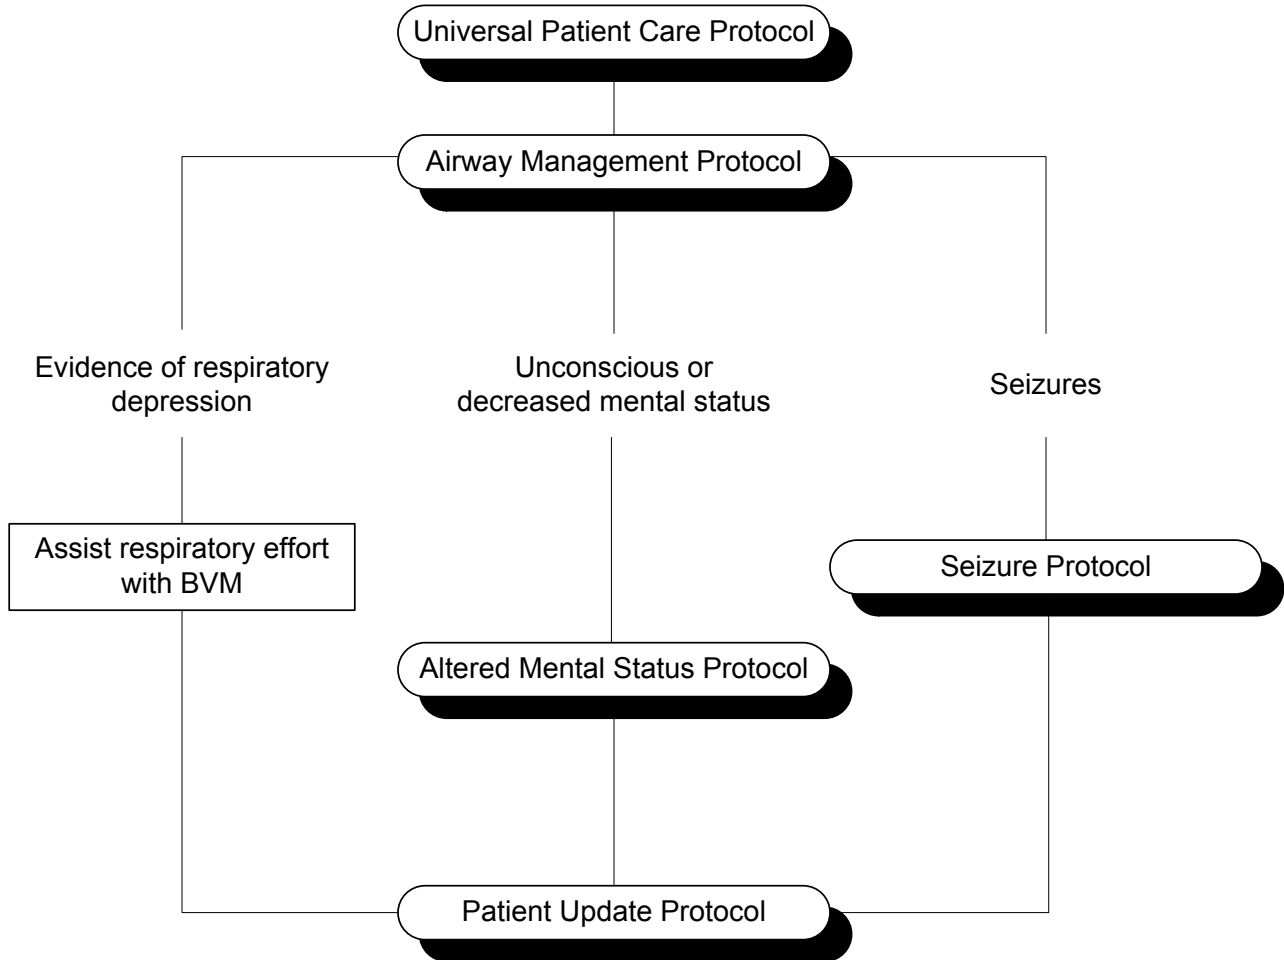 Universal Patient Care Protocol
Airway Management Protocol
Evidence of respiratory
depression
Unconscious or
decreased mental status
Seizures
Assist respiratory effort
with BVM
Seizure Protocol
Altered Mental Status Protocol
Patient Update Protocol